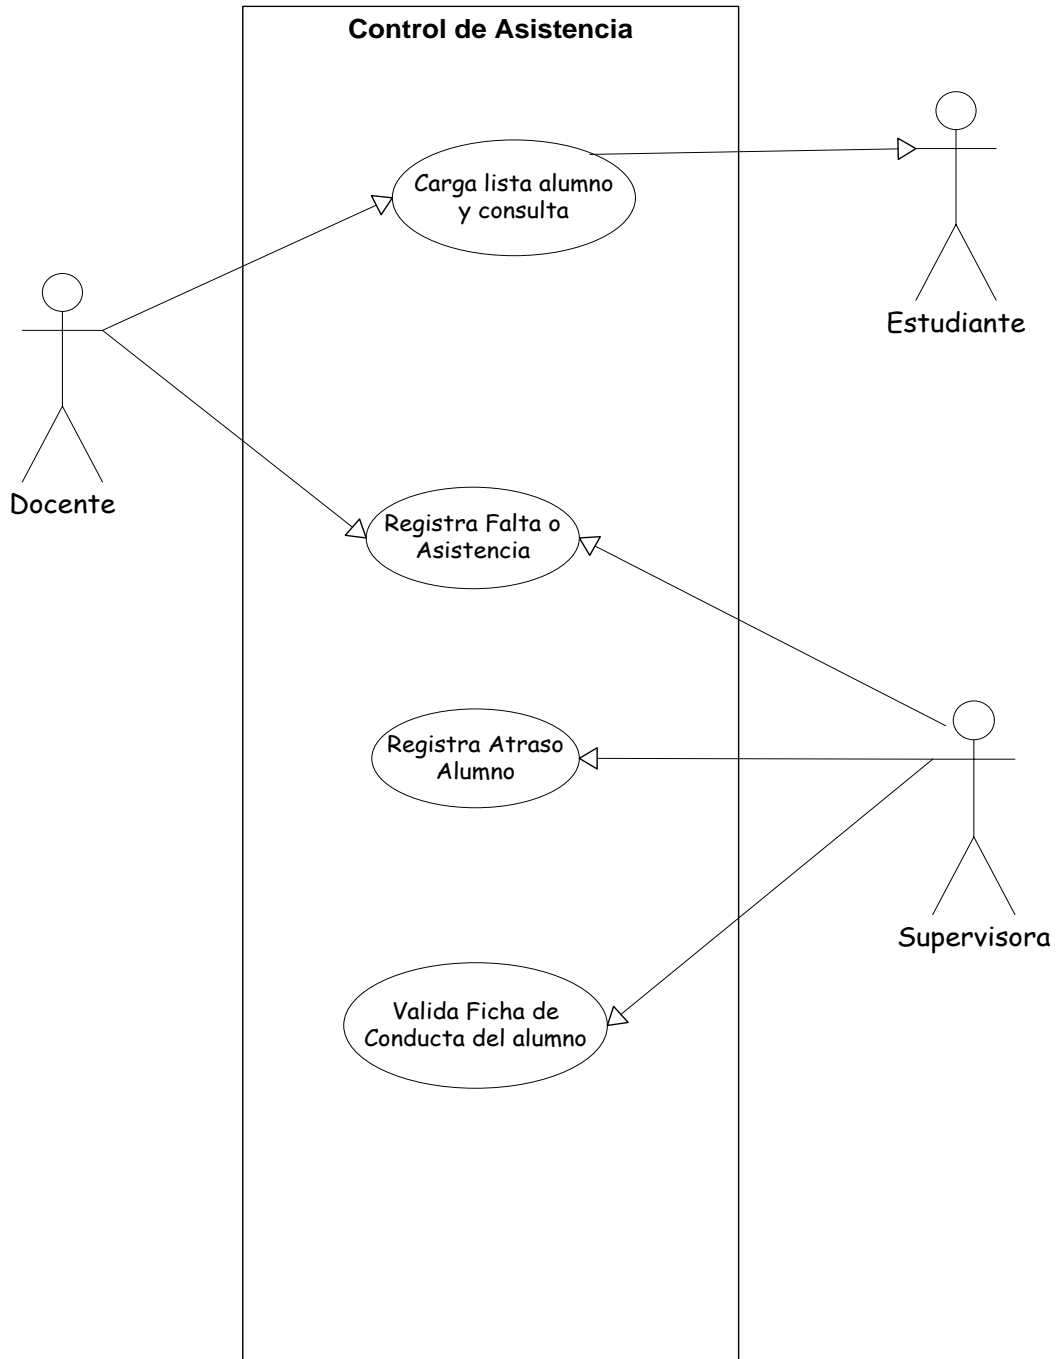 Control de Asistencia
Carga lista alumno
y consulta
Estudiante
Docente
Registra Falta o
Asistencia
Registra Atraso
Alumno
Supervisora
Valida Ficha de
Conducta del alumno